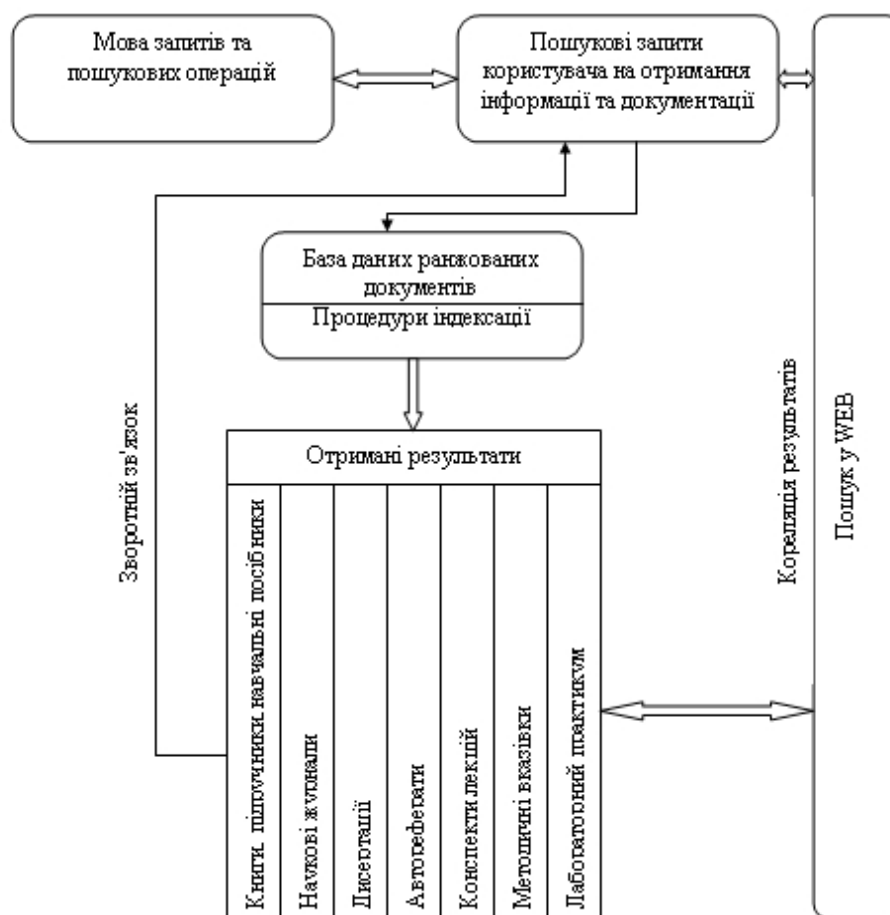 Мова запитів та
пошукових операцій
Пошукові запити
користувача на отримання
інформації та документації
База даних ранжованих
документів
Процедури індексації
Отримані результати
Книги, підручники, навчальні посібники
Наукові журнали
Дисертації
Автореферати
Конспекти лекцій
Методичні вказівки
Лабораторний практикум
Зворотній зв'язок
Кореляція результатів
Пошук у WEB